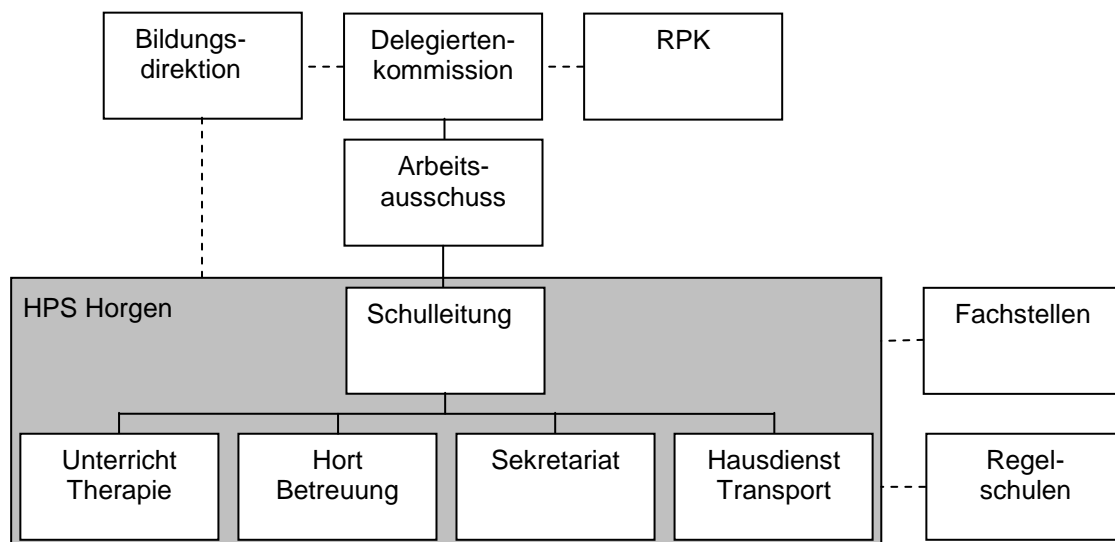 Bildungs-
direktion
Delegierten-
kommission
RPK
Arbeits-
ausschuss
HPS Horgen
Schulleitung
Fachstellen
Unterricht
Therapie
Hort
Betreuung
Sekretariat
Hausdienst
Transport
Regel-
schulen